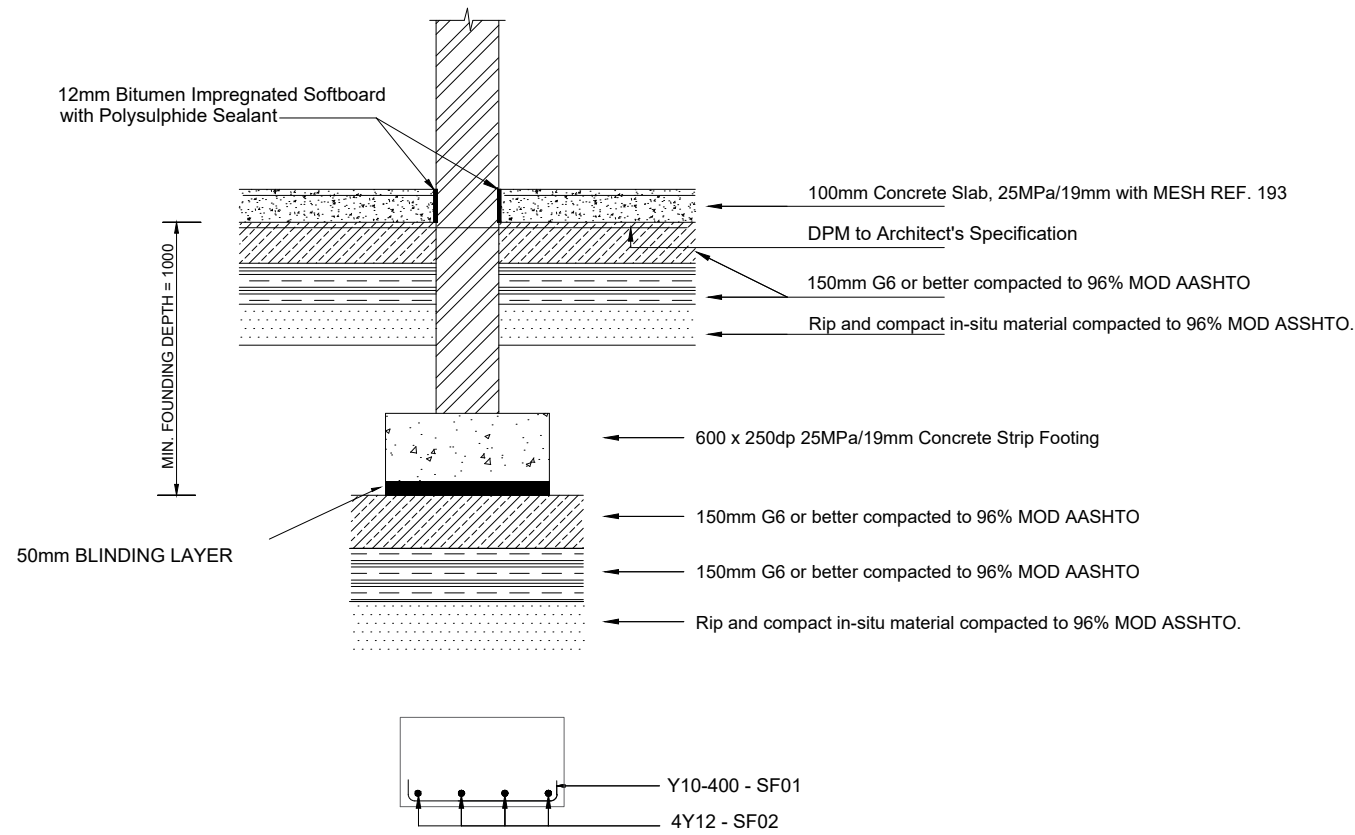 12mm Bitumen Impregnated Softboard
with Polysulphide Sealant
100mm Concrete Slab, 25MPa/19mm with MESH REF. 193
DPM to Architect's Specification
150mm G6 or better compacted to 96% MOD AASHTO
Rip and compact in-situ material compacted to 96% MOD ASSHTO.
MIN. FOUNDING DEPTH = 1000
600 x 250dp 25MPa/19mm Concrete Strip Footing
150mm G6 or better compacted to 96% MOD AASHTO
50mm BLINDING LAYER
150mm G6 or better compacted to 96% MOD AASHTO
Rip and compact in-situ material compacted to 96% MOD ASSHTO.
Y10-400 - SF01
4Y12 - SF02